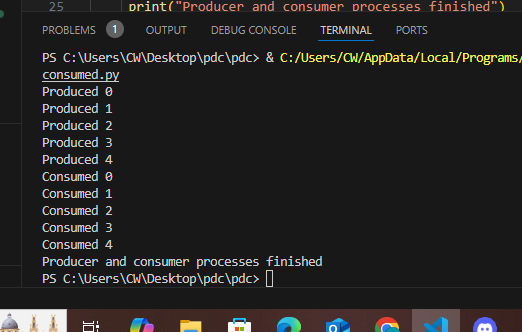 25 print("Producer and consumer processes finished")
PROBLEMS 1 OUTPUT DEBUG CONSOLE TERMINAL PORTS
PS C:\Users\CW\Desktop\pdc\pdc> & C:/Users/CW/AppData/Local/Programs/
consumed.py
Produced 0
Produced 1
Produced 2
Produced 3
Produced 4
Consumed 0
Consumed 1
Consumed 2
Consumed 3
Consumed 4
Producer and consumer processes finished
PS C:\Users\CW\Desktop\pdc\pdc>